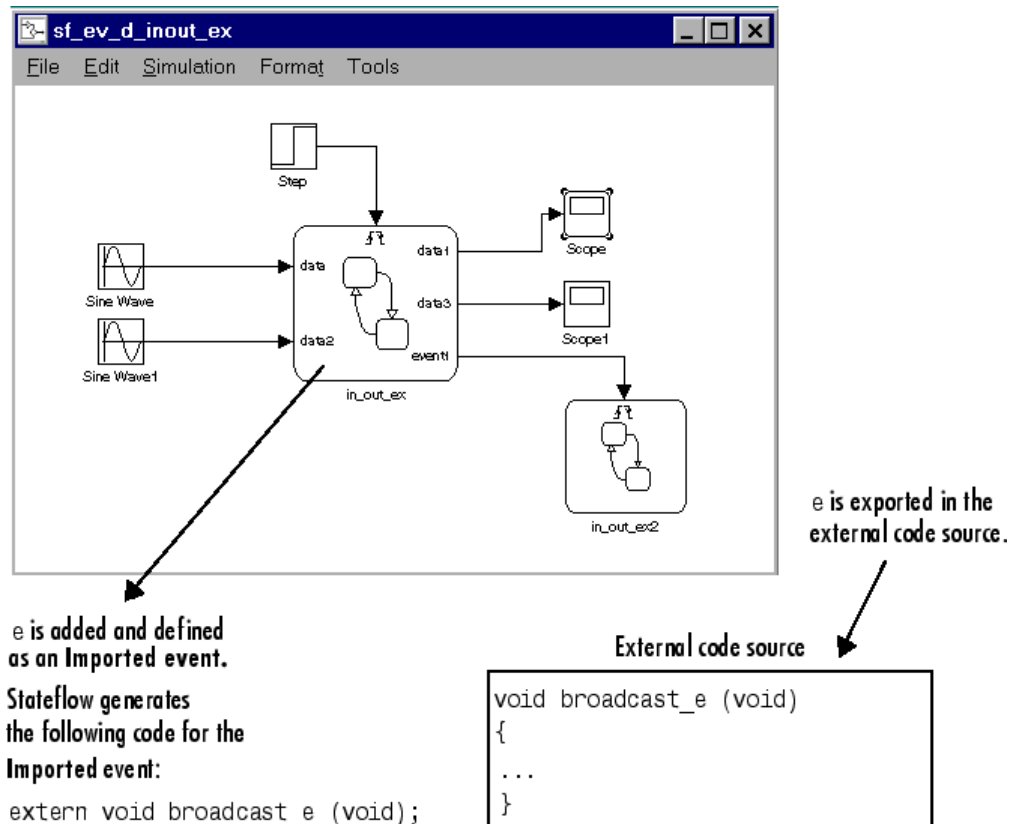 sf_ev_d_inout_ex
File Edit Simulation Format Tools
Step
Scope
data
data1
Sine Wave
data3
Scope1
data2
event1
Sine Wave1
in_out_ex
in_out_ex2
e is exported in the
external code source.
e is added and defined
as an Imported event.
Stateflow generates
the following code for the
Imported event:
extern void broadcast e (void);
External code source
void broadcast_e (void)
{
...
}